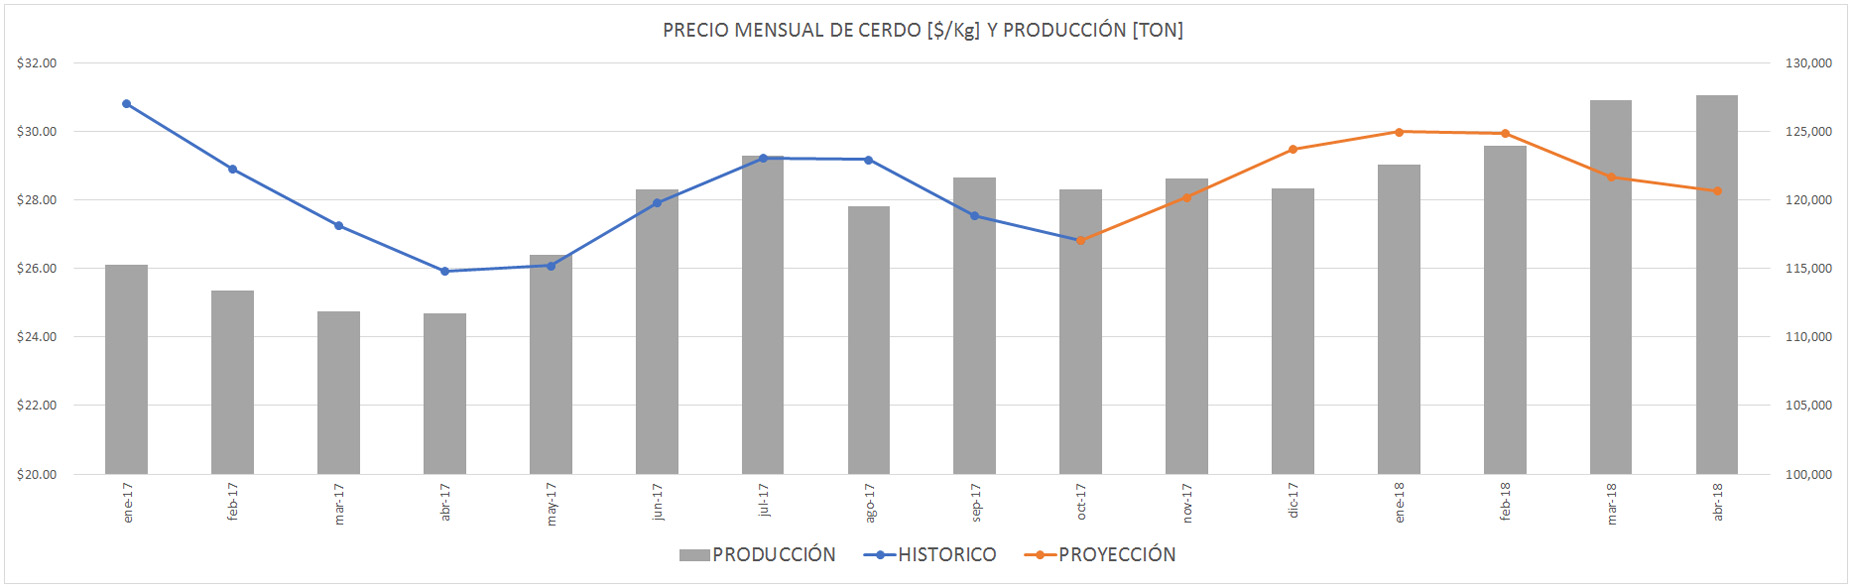 PRECIO MENSUAL DE CERDO [$/Kg] Y PRODUCCIÓN [TON]
$32.00 130,000
$30.00 125,000
$28.00 120,000
$26.00 115,000
$24.00 110,000
$22.00 105,000
$20.00 100,000
ene-17 feb-17 mar-17 abr-17 may-17 jun-17 jul-17 ago-17 sep-17 oct-17 nov-17 dic-17 ene-18 feb-18 mar-18 abr-18
PRODUCCIÓN HISTORICO PROYECCIÓN